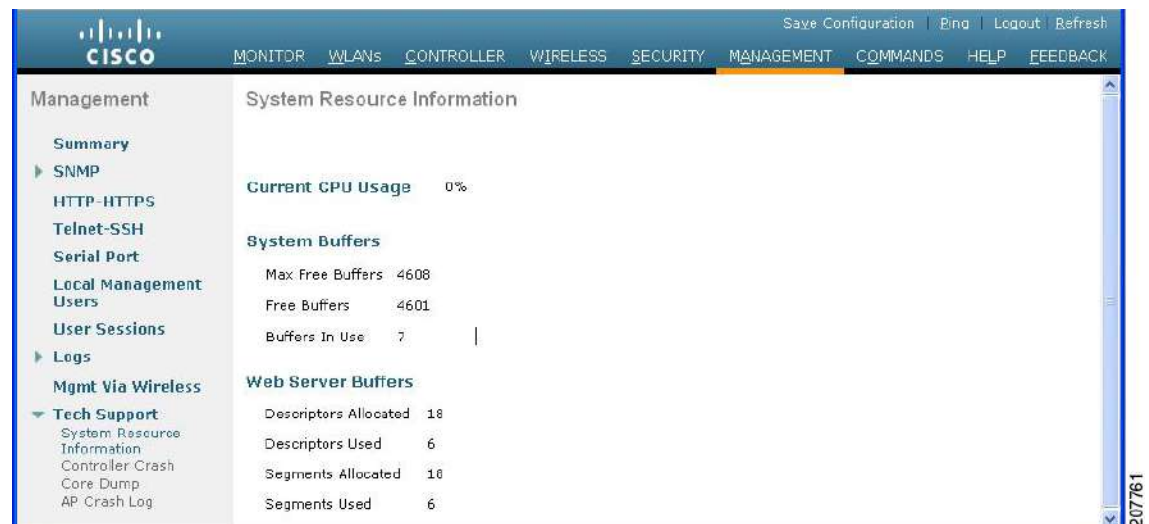 Save Configuration | Ping | Logout | Refresh
CISCO
MONITOR WLANs CONTROLLER WIRELESS SECURITY MANAGEMENT COMMANDS HELP FEEDBACK
Management
Summary
SNMP
HTTP-HTTPS
Telnet-SSH
Serial Port
Local Management
Users
User Sessions
Logs
Mgmt Via Wireless
Tech Support
System Resource
Information
Controller Crash
Core Dump
AP Crash Log
System Resource Information
Current CPU Usage 0%
System Buffers
Max Free Buffers 4608
Free Buffers 4601
Buffers In Use 7
Web Server Buffers
Descriptors Allocated 18
Descriptors Used 6
Segments Allocated 18
Segments Used 6
207761